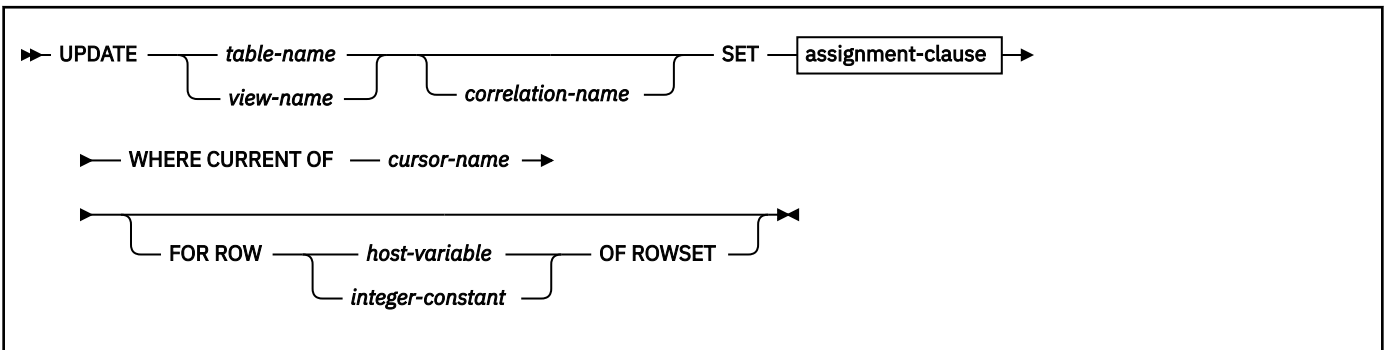 UPDATE table-name SET assignment-clause
view-name correlation-name
WHERE CURRENT OF cursor-name
FOR ROW host-variable OF ROWSET
integer-constant